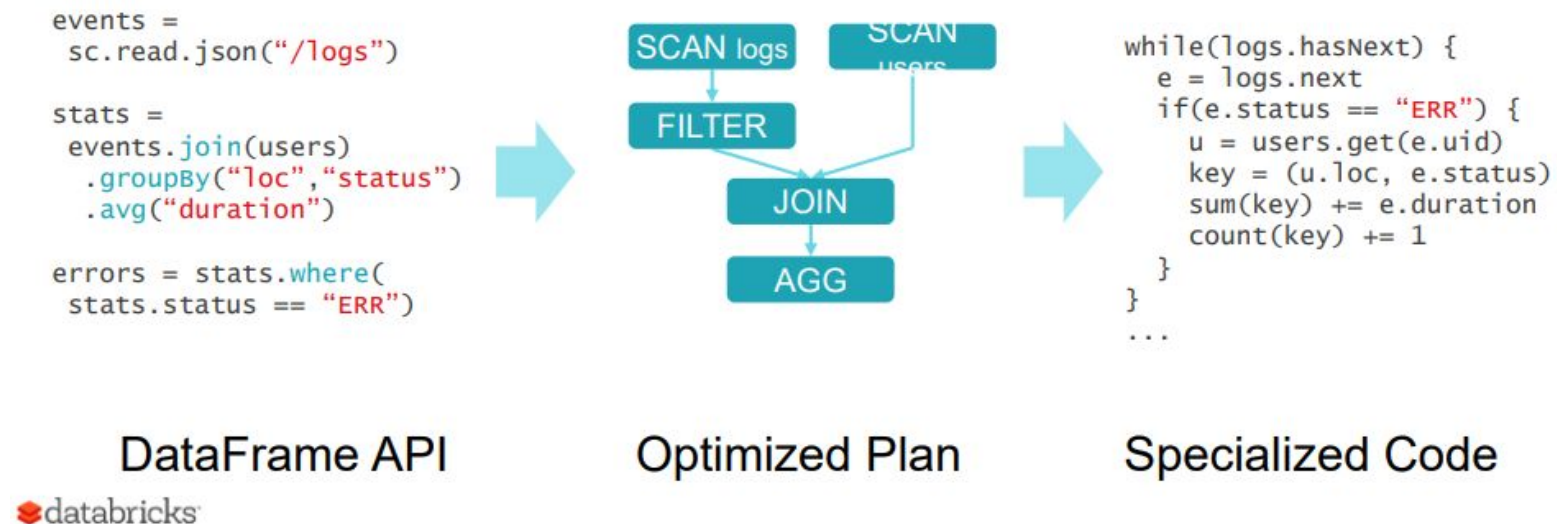 events =
sc.read.json(“/logs”)
stats =
events.join(users)
.groupBy(“loc”,“status”)
.avg(“duration”)
errors = stats.where(
stats.status == “ERR”)
SCAN logs
SCAN
users
FILTER
JOIN
AGG
while(logs.hasNext) {
e = logs.next
if(e.status == “ERR”) {
u = users.get(e.uid)
key = (u.loc, e.status)
sum(key) += e.duration
count(key) += 1
}
}
...
DataFrame API
Optimized Plan
Specialized Code
databricks